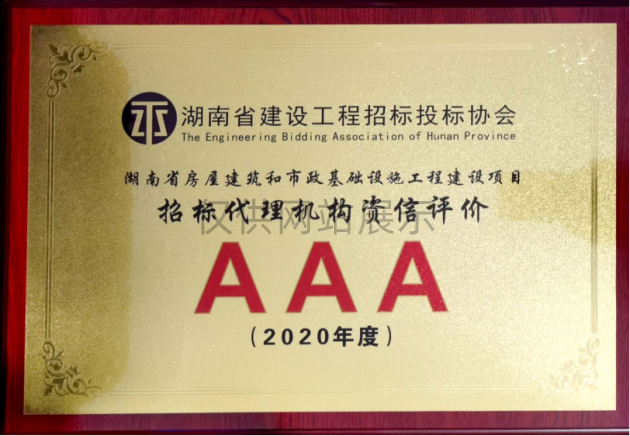 ZTS 湖南省建设工程招标投标协会
The Engineering Bidding Association of Hunan Province
湖南省房屋建筑和市政基础设施工程建设项目
招标代理机构资信评价
仅供网站展示
AAA
(2020年度)